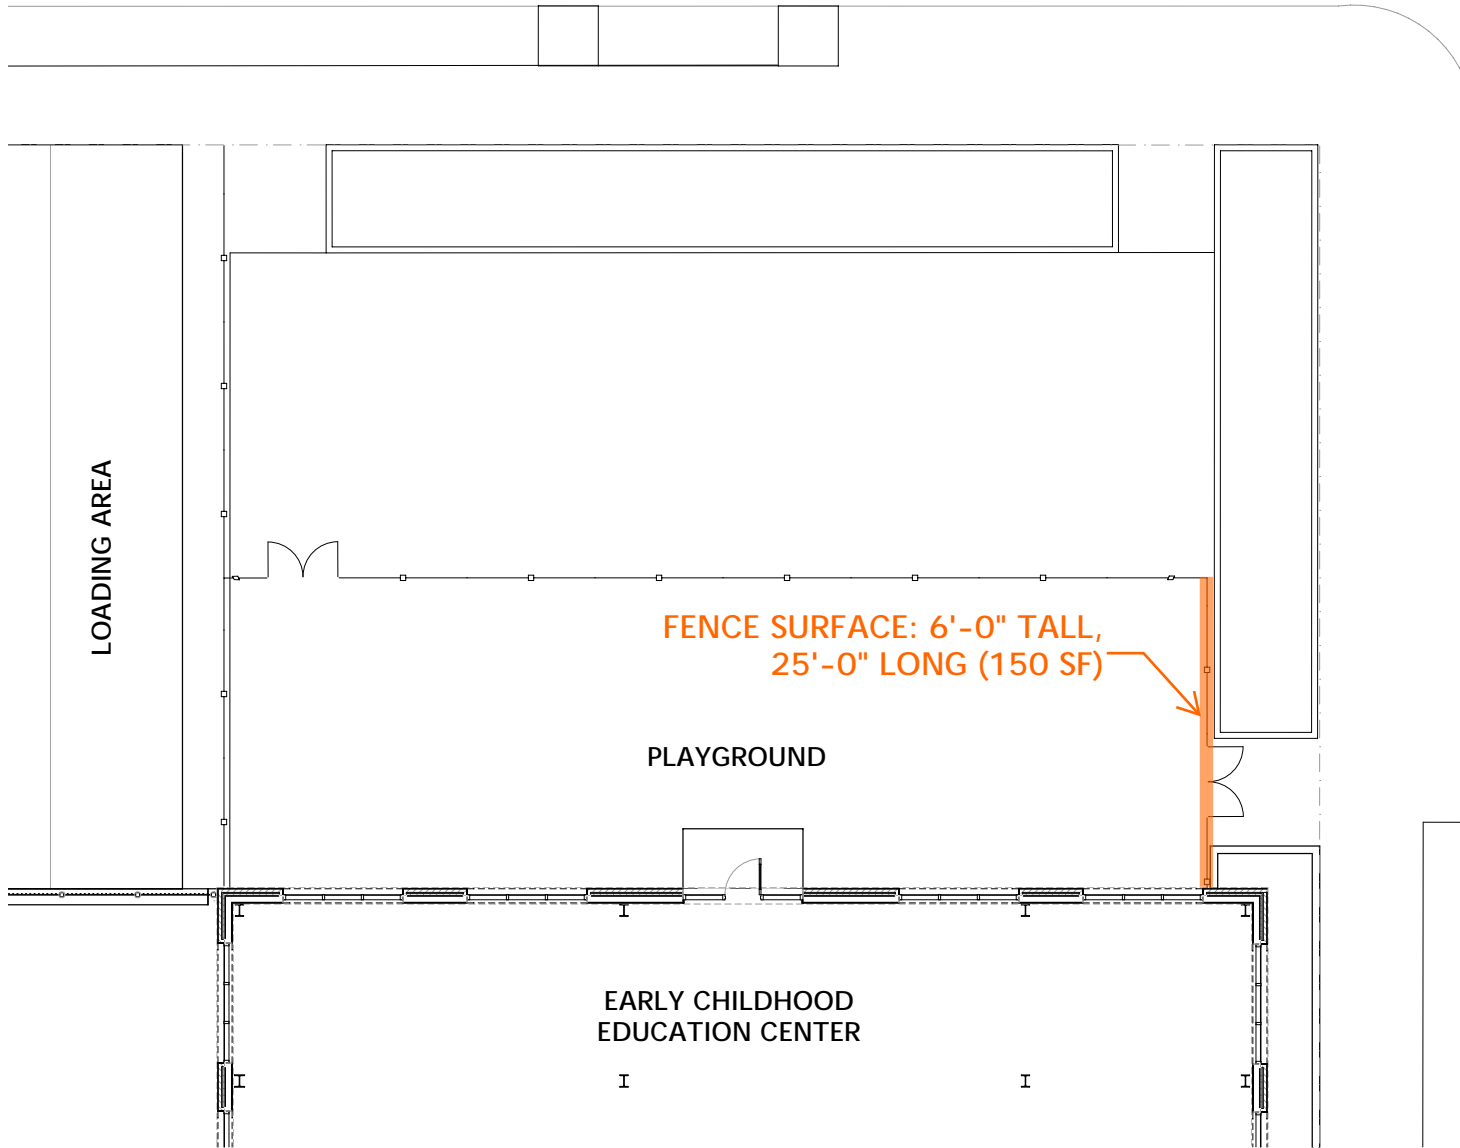 LOADING AREA
FENCE SURFACE: 6'-0" TALL,
25'-0" LONG (150 SF)
PLAYGROUND
EARLY CHILDHOOD
EDUCATION CENTER